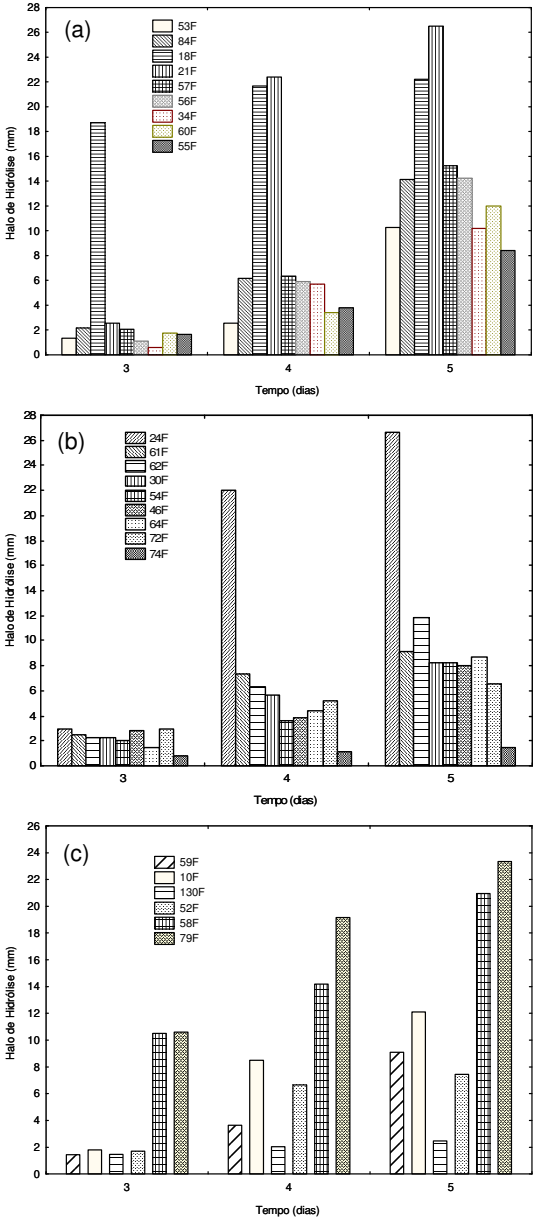 (a)
53F
84F
18F
21F
57F
56F
34F
60F
55F
28
26
24
22
20
18
16
14
12
10
8
6
4
2
0
Halo de Hidrólise (mm)
3 4 5
Tempo (dias)
(b)
24F
61F
62F
30F
54F
46F
64F
72F
74F
28
26
24
22
20
18
16
14
12
10
8
6
4
2
0
Halo de Hidrólise (mm)
3 4 5
Tempo (dias)
(c)
59F
10F
130F
52F
58F
79F
26
24
22
20
18
16
14
12
10
8
6
4
2
0
Halo de Hidrólise (mm)
3 4 5
Tempo (dias)